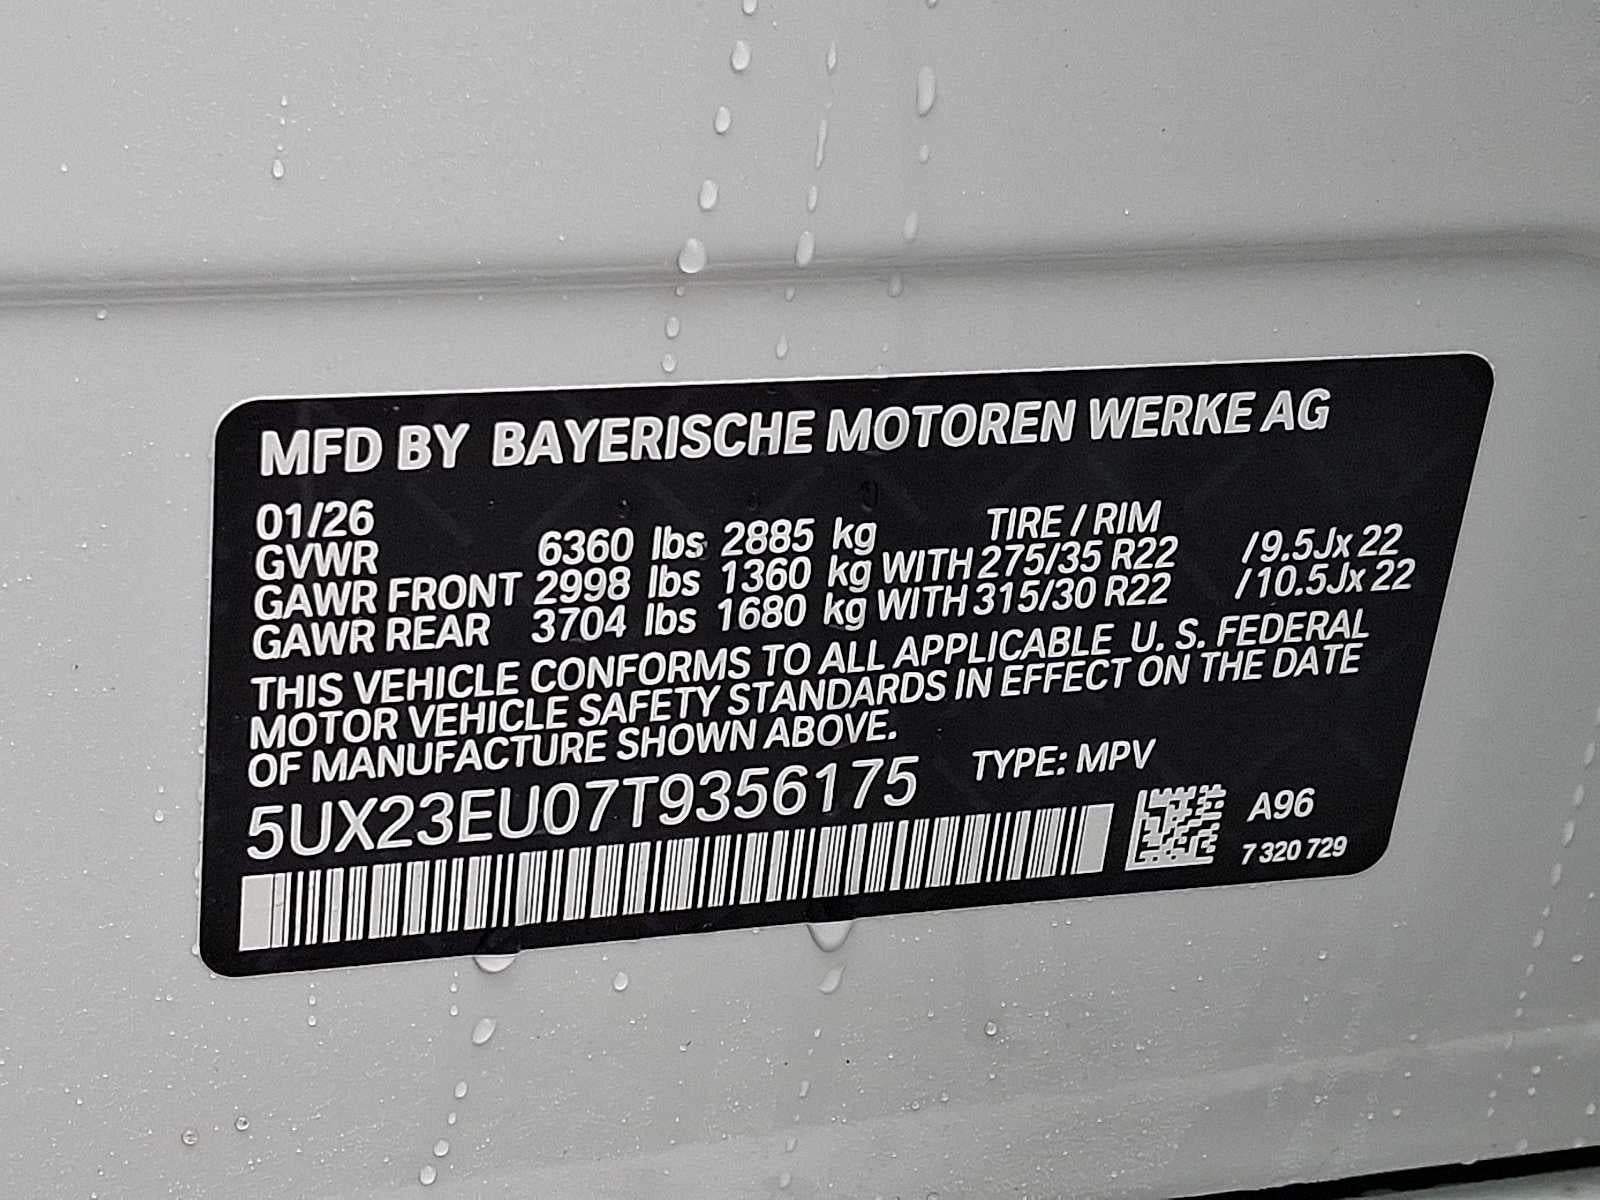 MFD BY BAYERISCHE MOTOREN WERKE AG
01/26 TIRE / RIM
GVWR 6360 lbs 2885 kg
GAWR FRONT 2998 lbs 1360 kg WITH 275/35 R22 /9.5Jx 22
GAWR REAR 3704 lbs 1680 kg WITH 315/30 R22 /10.5Jx 22
THIS VEHICLE CONFORMS TO ALL APPLICABLE U. S. FEDERAL
MOTOR VEHICLE SAFETY STANDARDS IN EFFECT ON THE DATE
OF MANUFACTURE SHOWN ABOVE.
5UX23EU07T9356175 TYPE: MPV
A96
7 320 729